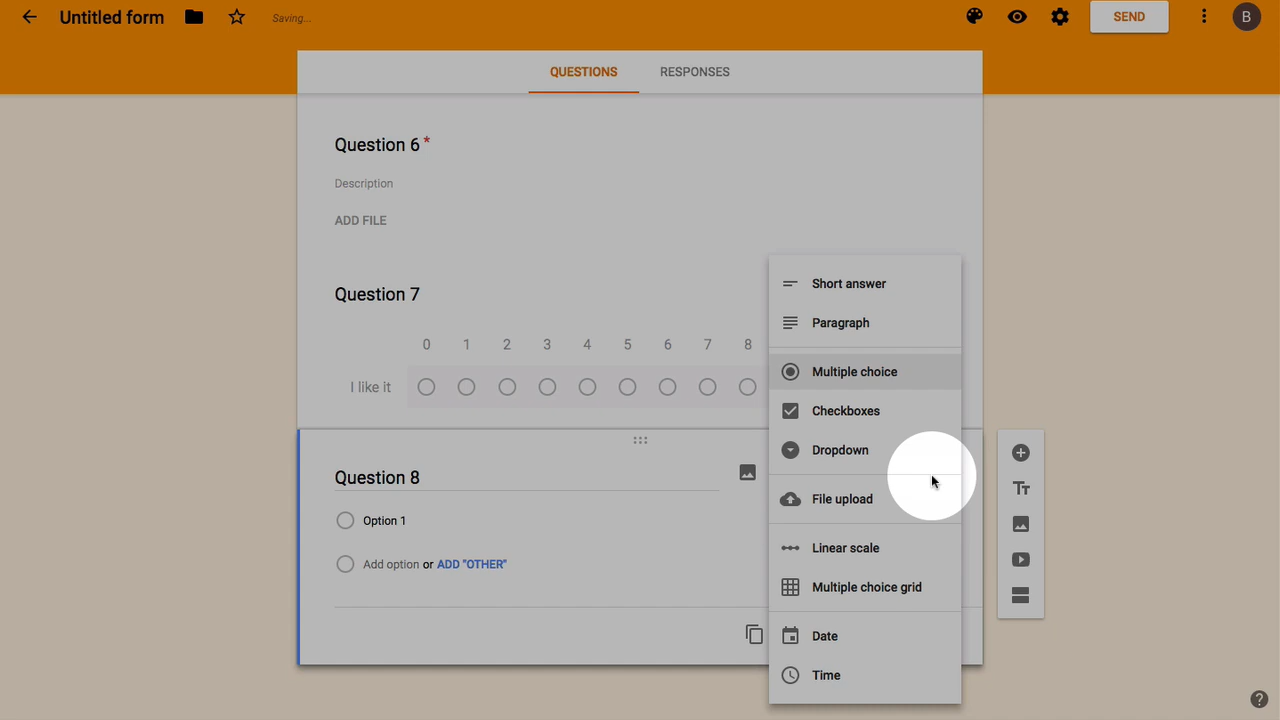 Untitled form
Saving...
SEND
B
QUESTIONS
RESPONSES
Question 6 *
Description
ADD FILE
Question 7
0 1 2 3 4 5 6 7 8
I like it
Question 8
Option 1
Add option or ADD "OTHER"
Short answer
Paragraph
Multiple choice
Checkboxes
Dropdown
File upload
Linear scale
Multiple choice grid
Date
Time
Tт
?